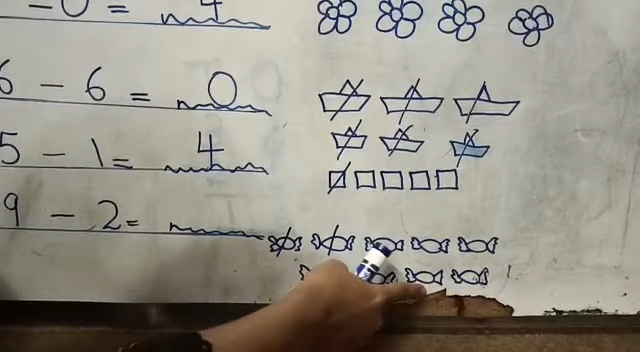 - 0 = 4
6 - 6 = 0
5 - 1 = 4
9 - 2 =